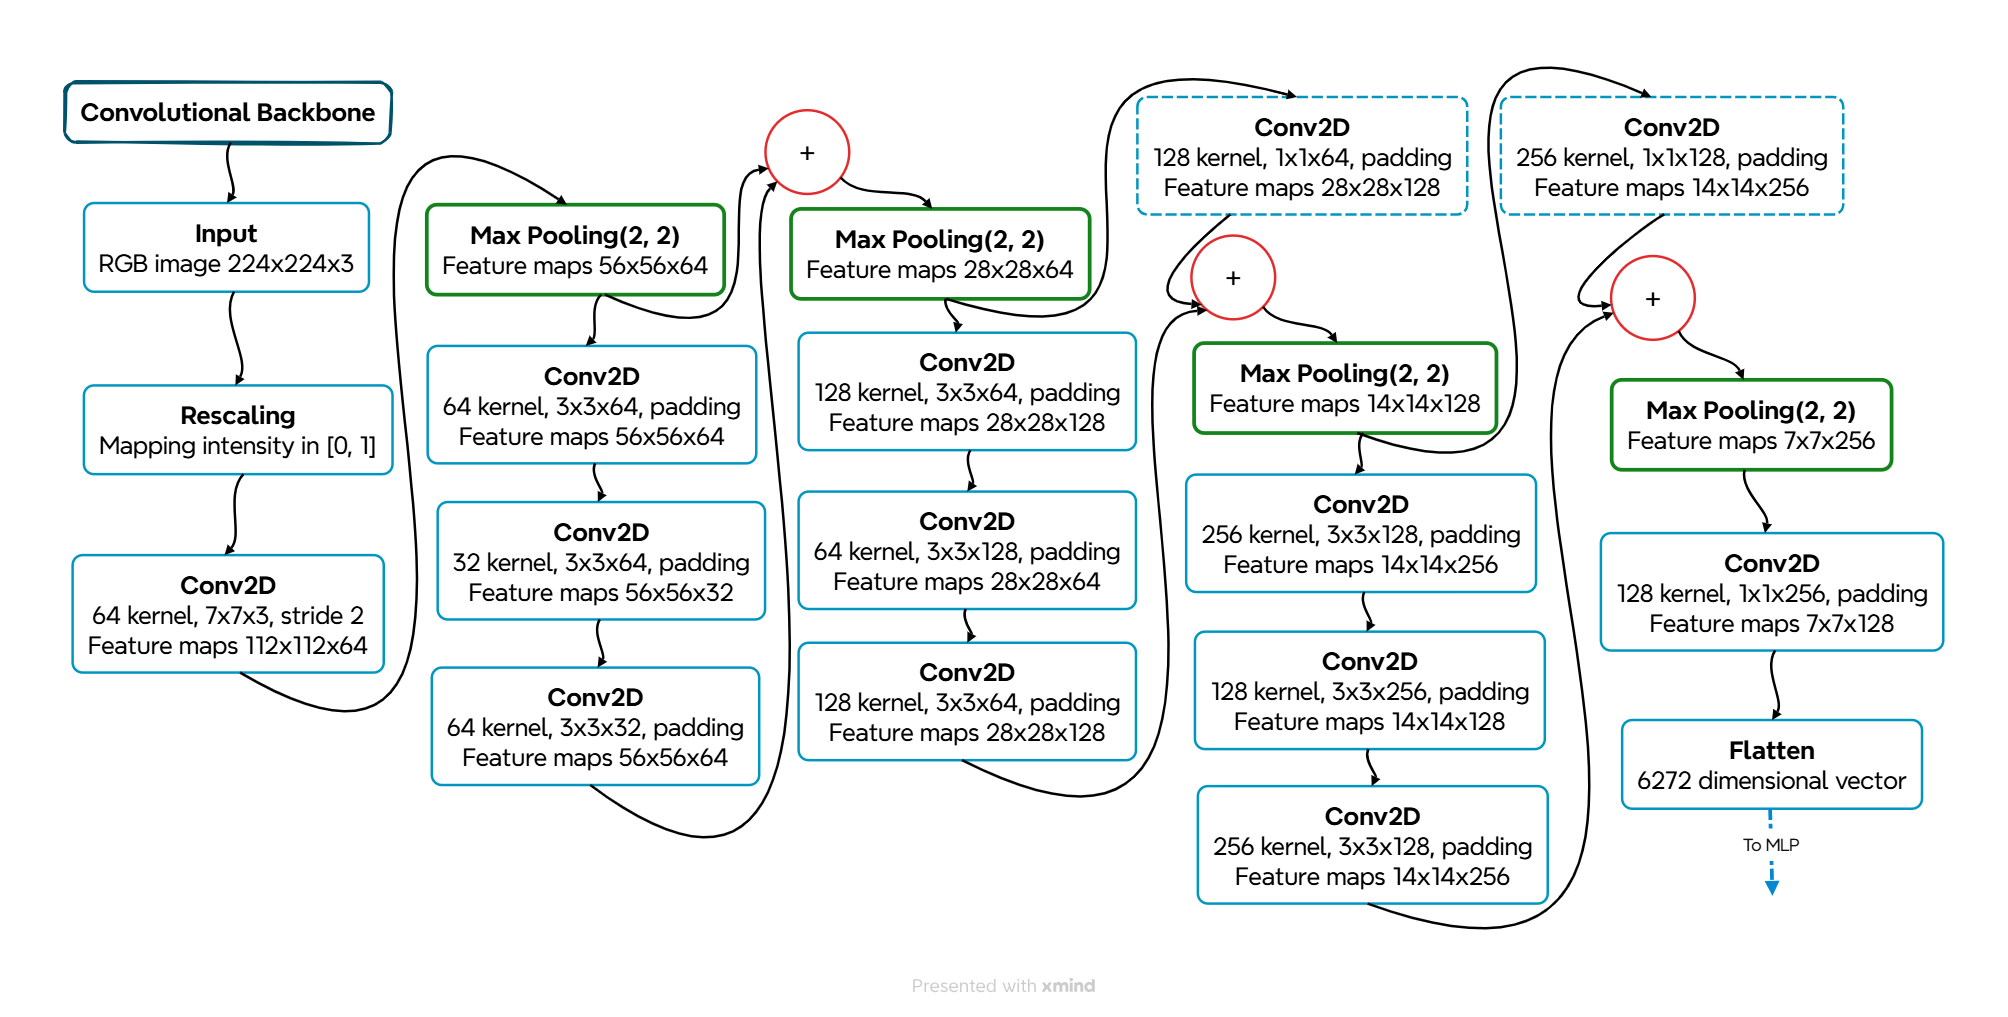 Convolutional Backbone
Input
RGB image 224x224x3
Rescaling
Mapping intensity in [0, 1]
Conv2D
64 kernel, 7x7x3, stride 2
Feature maps 112x112x64
Max Pooling(2, 2)
Feature maps 56x56x64
Conv2D
64 kernel, 3x3x64, padding
Feature maps 56x56x64
Conv2D
32 kernel, 3x3x64, padding
Feature maps 56x56x32
Conv2D
64 kernel, 3x3x32, padding
Feature maps 56x56x64
+
Max Pooling(2, 2)
Feature maps 28x28x64
Conv2D
128 kernel, 3x3x64, padding
Feature maps 28x28x128
Conv2D
64 kernel, 3x3x128, padding
Feature maps 28x28x64
Conv2D
128 kernel, 3x3x64, padding
Feature maps 28x28x128
Conv2D
128 kernel, 1x1x64, padding
Feature maps 28x28x128
+
Max Pooling(2, 2)
Feature maps 14x14x128
Conv2D
256 kernel, 3x3x128, padding
Feature maps 14x14x256
Conv2D
128 kernel, 3x3x256, padding
Feature maps 14x14x128
Conv2D
256 kernel, 3x3x128, padding
Feature maps 14x14x256
Conv2D
256 kernel, 1x1x128, padding
Feature maps 14x14x256
+
Max Pooling(2, 2)
Feature maps 7x7x256
Conv2D
128 kernel, 1x1x256, padding
Feature maps 7x7x128
Flatten
6272 dimensional vector
To MLP
Presented with xmind